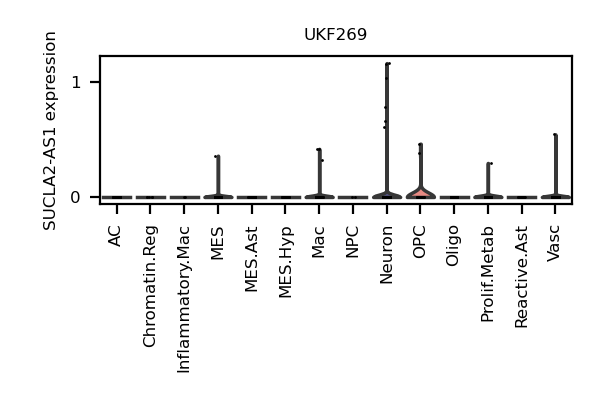 UKF269
SUCLA2-AS1 expression
1
0
AC
Chromatin.Reg
Inflammatory.Mac
MES
MES.Ast
MES.Hyp
Mac
NPC
Neuron
OPC
Oligo
Prolif.Metab
Reactive.Ast
Vasc